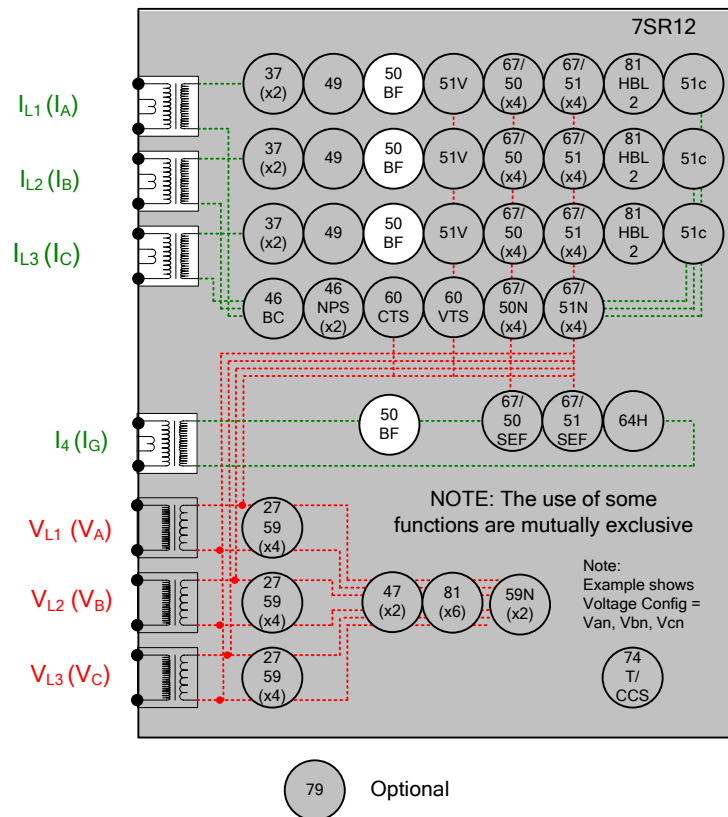 7SR12
IL1 (IA)
37
(x2)
49
50
BF
51V
67/
50
(x4)
67/
51
(x4)
81
HBL
2
51c
IL2 (IB)
37
(x2)
49
50
BF
51V
67/
50
(x4)
67/
51
(x4)
81
HBL
2
51c
IL3 (IC)
37
(x2)
49
50
BF
51V
67/
50
(x4)
67/
51
(x4)
81
HBL
2
51c
46
BC
46
NPS
(x2)
60
CTS
60
VTS
67/
50N
(x4)
67/
51N
(x4)
I4 (IG)
50
BF
67/
50
SEF
67/
51
SEF
64H
VL1 (VA)
27
59
(x4)
NOTE: The use of some
functions are mutually exclusive
VL2 (VB)
27
59
(x4)
47
(x2)
81
(x6)
59N
(x2)
Note:
Example shows
Voltage Config =
Van, Vbn, Vcn
VL3 (VC)
27
59
(x4)
74
T/
CCS
79
Optional